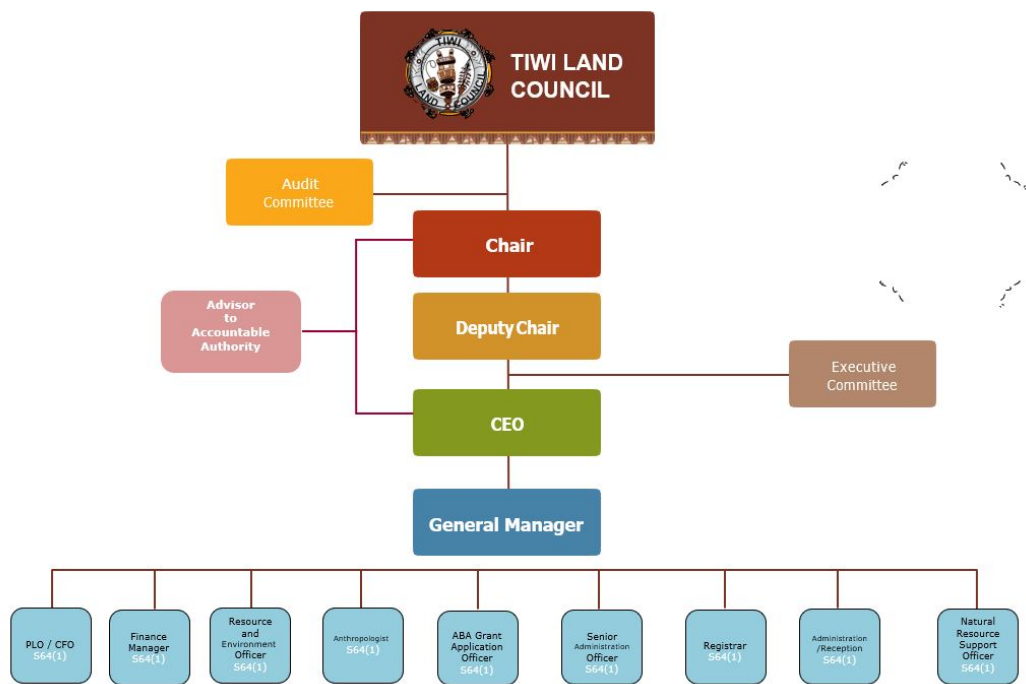 TIWI
LAND COUNCIL
TIWI LAND
COUNCIL
Audit
Committee
Chair
Advisor
to
Accountable
Authority
Deputy Chair
Executive
Committee
CEO
General Manager
PLO / CFO
S64(1)
Finance
Manager
S64(1)
Resource
and
Environment
Officer
S64(1)
Anthropologist
S64(1)
ABA Grant
Application
Officer
S64(1)
Senior
Administration
Officer
S64(1)
Registrar
S64(1)
Administration
/Reception
S64(1)
Natural
Resource
Support
Officer
S64(1)